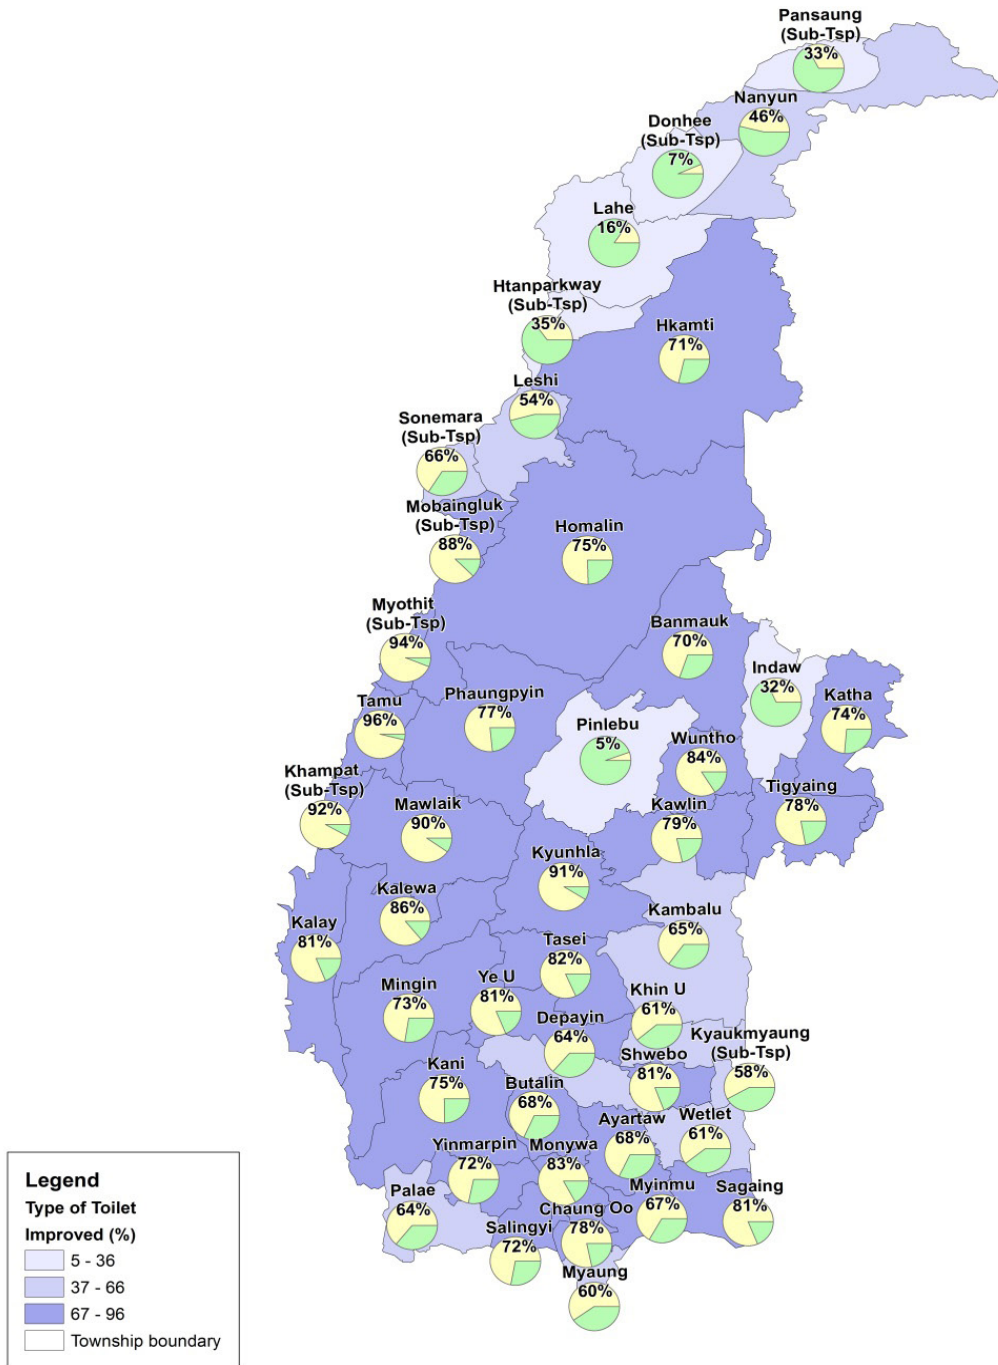 Pansaung
(Sub-Tsp)
33%
Nanyun
46%
Donhee
(Sub-Tsp)
7%
Lahe
16%
Htanparkway
(Sub-Tsp)
35%
Hkamti
71%
Leshi
54%
Sonemara
(Sub-Tsp)
66%
Mobaingluk
(Sub-Tsp)
88%
Homalin
75%
Myothit
(Sub-Tsp)
94%
Banmauk
70%
Indaw
32%
Katha
74%
Tamu
96%
Phaungpyin
77%
Pinlebu
5%
Wuntho
84%
Khampat
(Sub-Tsp)
92%
Mawlaik
90%
Kawlin
79%
Tigyaing
78%
Kyunhla
91%
Kalewa
86%
Kambalu
65%
Kalay
81%
Tasei
82%
Mingin
73%
Ye U
81%
Khin U
61%
Depayin
64%
Kyaukmyaung
(Sub-Tsp)
58%
Shwebo
81%
Kani
75%
Butalin
68%
Ayartaw
68%
Wetlet
61%
Yinmarpin
72%
Monywa
83%
Myinmu
67%
Sagaing
81%
Palae
64%
Chaung Oo
78%
Salingyi
72%
Myaung
60%
Legend
Type of Toilet
Improved (%)
5 - 36
37 - 66
67 - 96
Township boundary